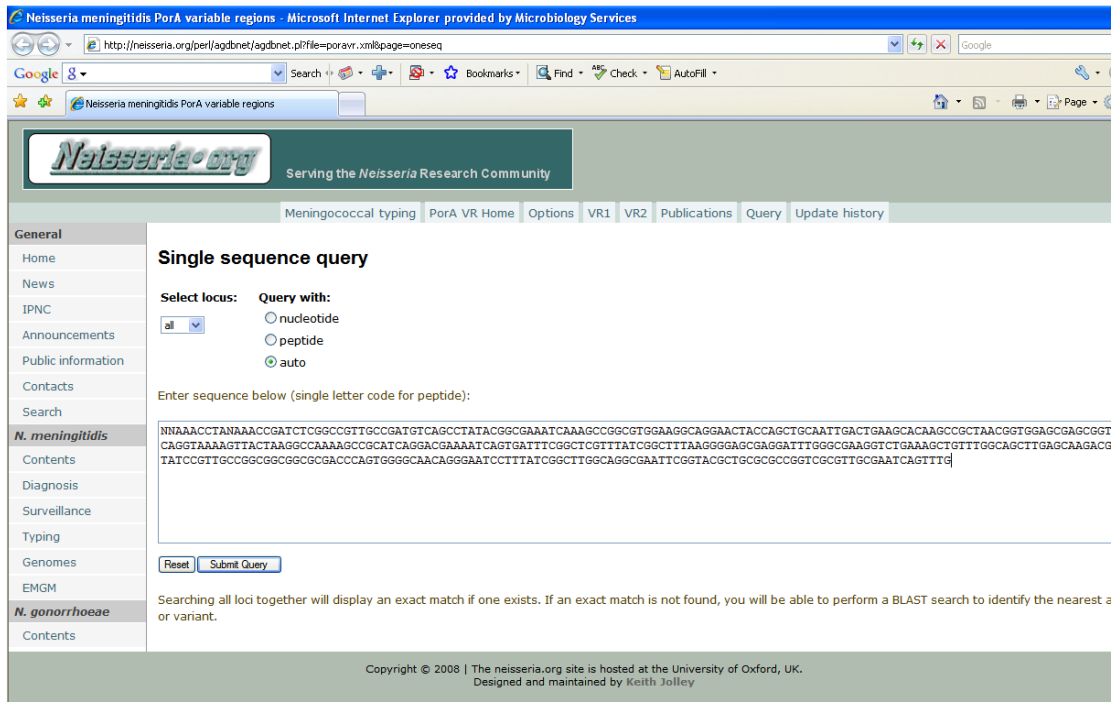 Neisseria meningitidis PorA variable regions - Microsoft Internet Explorer provided by Microbiology Services
http://neisseria.org/perl/agdbnet/agdbnet.pl?file=poravr.xml&page=oneseq
Google
Google
Search
Bookmarks
Find
ABC
Check
AutoFill
Neisseria meningitidis PorA variable regions
Page
Neisseria•org
Serving the Neisseria Research Community
Meningococcal typing PorA VR Home Options VR1 VR2 Publications Query Update history
General
Home
News
IPNC
Announcements
Public information
Contacts
Search
N. meningitidis
Contents
Diagnosis
Surveillance
Typing
Genomes
EMGM
N. gonorrhoeae
Contents
Single sequence query
Select locus: Query with:
all
nucleotide
peptide
auto
Enter sequence below (single letter code for peptide):
NNAAACCTANAAACCGATCTCGGCCGTTGCCGATGTCAGCCTATACGGCGAAATCAAAGCCGGCGTGGAAGGCAGGAACTACCAGCTGCAATTGACTGAAGCACAAGCCGCTAACGGTGGAGCGAGCGGT
CAGGTAAAAGTTACTAAGGCCAAAAGCCGCATCAGGACGAAAATCAGTGATTTCGGCTCGTTTATCGGCTTTAAGGGGAGCGAGGATTTGGGCGAAGGTCTGAAAGCTGTTTGGCAGCTTGAGCAAGACG
TATCCGTTGCCGGCGGCGGCGCGACCCAGTGGGGCAACAGGGAATCCTTTATCGGCTTGGCAGGCGAATTCGGTACGCTGCGCGCCGGTCGCGTTGCGAATCAGTTTG
Reset Submit Query
Searching all loci together will display an exact match if one exists. If an exact match is not found, you will be able to perform a BLAST search to identify the nearest a
or variant.
Copyright © 2008 | The neisseria.org site is hosted at the University of Oxford, UK.
Designed and maintained by Keith Jolley